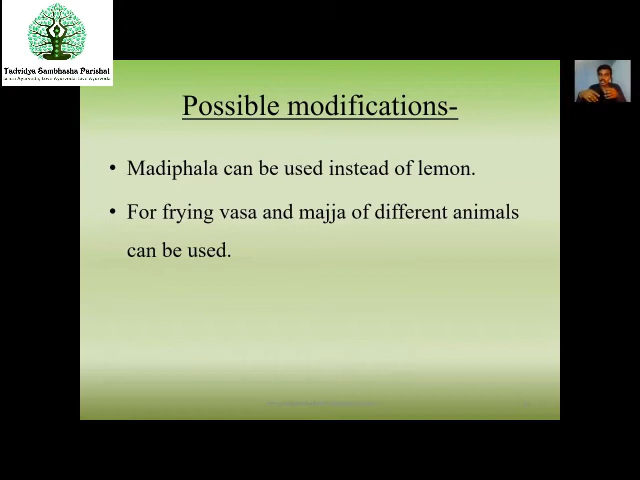 Tadvidya Sambhasha Parishat
Possible modifications-
• Madiphala can be used instead of lemon.
• For frying vasa and majja of different animals
can be used.